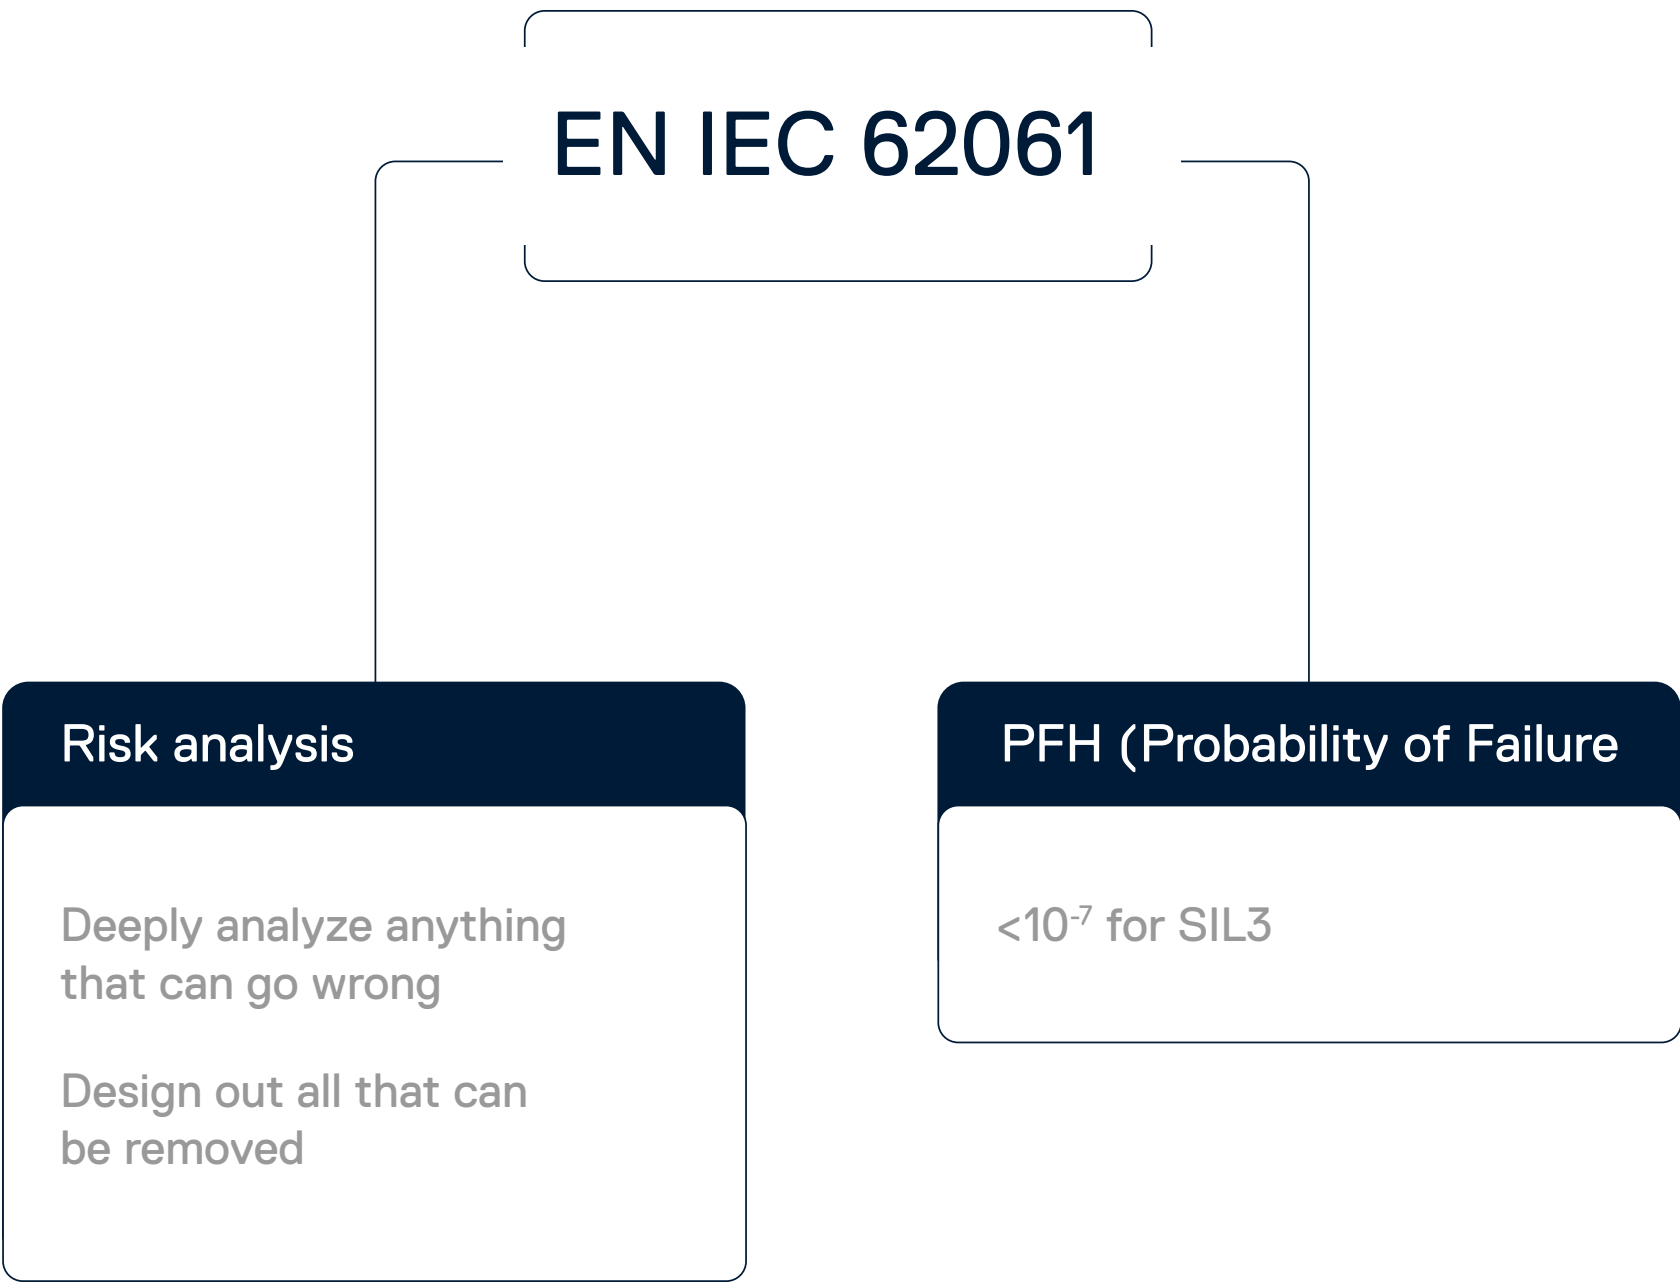 EN IEC 62061
Risk analysis
Deeply analyze anything
that can go wrong
Design out all that can
be removed
PFH (Probability of Failure
<10⁻⁷ for SIL3